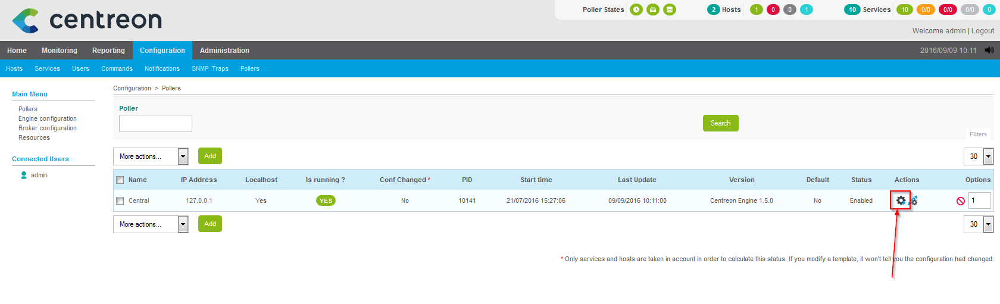 centreon
Poller States 2 Hosts 1 0 0 1 10 Services 10 0/0 0/0 0/0 0
Welcome admin | Logout
Home Monitoring Reporting Configuration Administration 2016/09/09 10:11
Hosts Services Users Commands Notifications SNMP Traps Pollers
Main Menu
Pollers
Engine configuration
Broker configuration
Resources
Connected Users
admin
Configuration > Pollers
Poller
Search
Filters
More actions... Add 30
Name IP Address Localhost Is running ? Conf Changed * PID Start time Last Update Version Default Status Actions Options
Central 127.0.0.1 Yes YES No 10141 21/07/2016 15:27:06 09/09/2016 10:11:00 Centreon Engine 1.5.0 No Enabled 1
More actions... Add 30
* Only services and hosts are taken in account in order to calculate this status. If you modify a template, it won't tell you the configuration had changed.